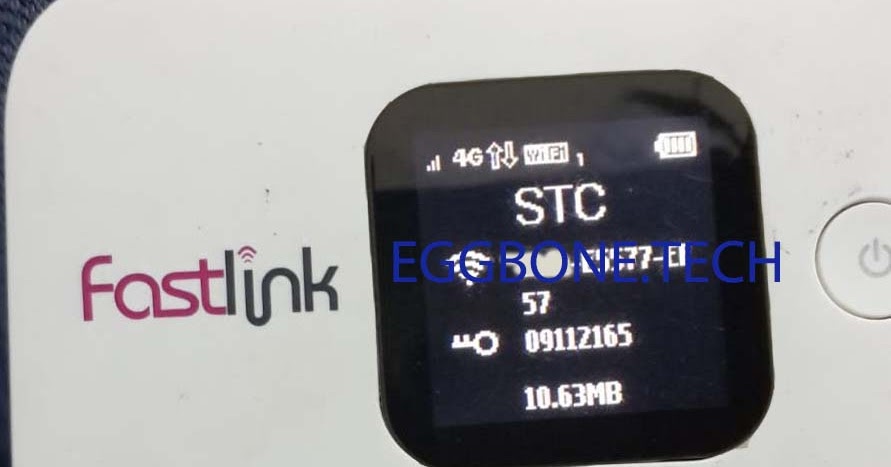 4G WiFi 1
STC
EGGBONE.TECH
57
09112165
10.63MB
Fastlink